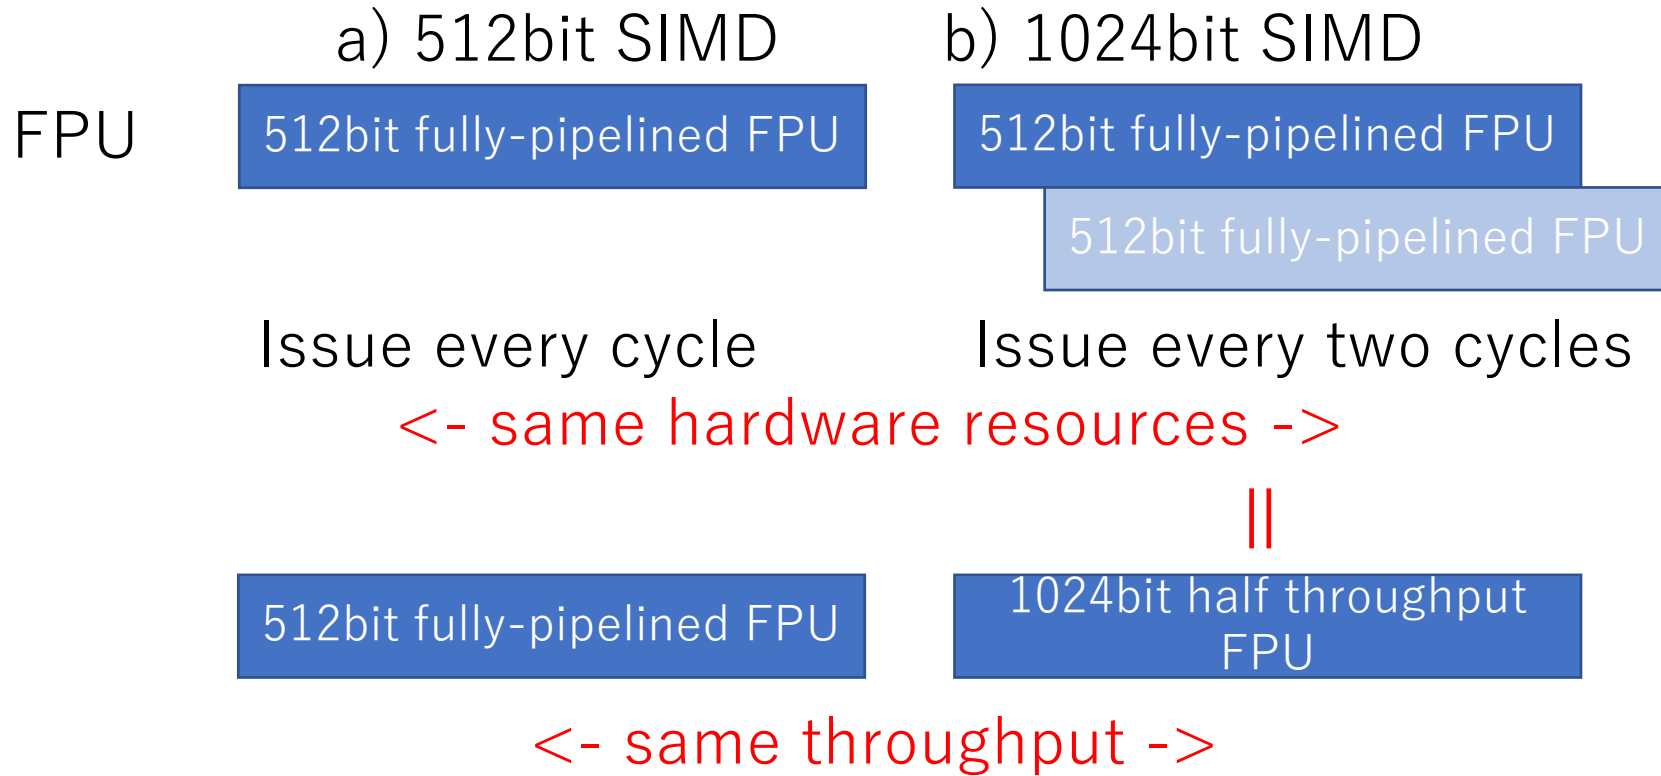 a) 512bit SIMD
b) 1024bit SIMD
FPU
512bit fully-pipelined FPU
512bit fully-pipelined FPU
512bit fully-pipelined FPU
Issue every cycle
Issue every two cycles
<- same hardware resources ->
||
512bit fully-pipelined FPU
1024bit half throughput
FPU
<- same throughput ->